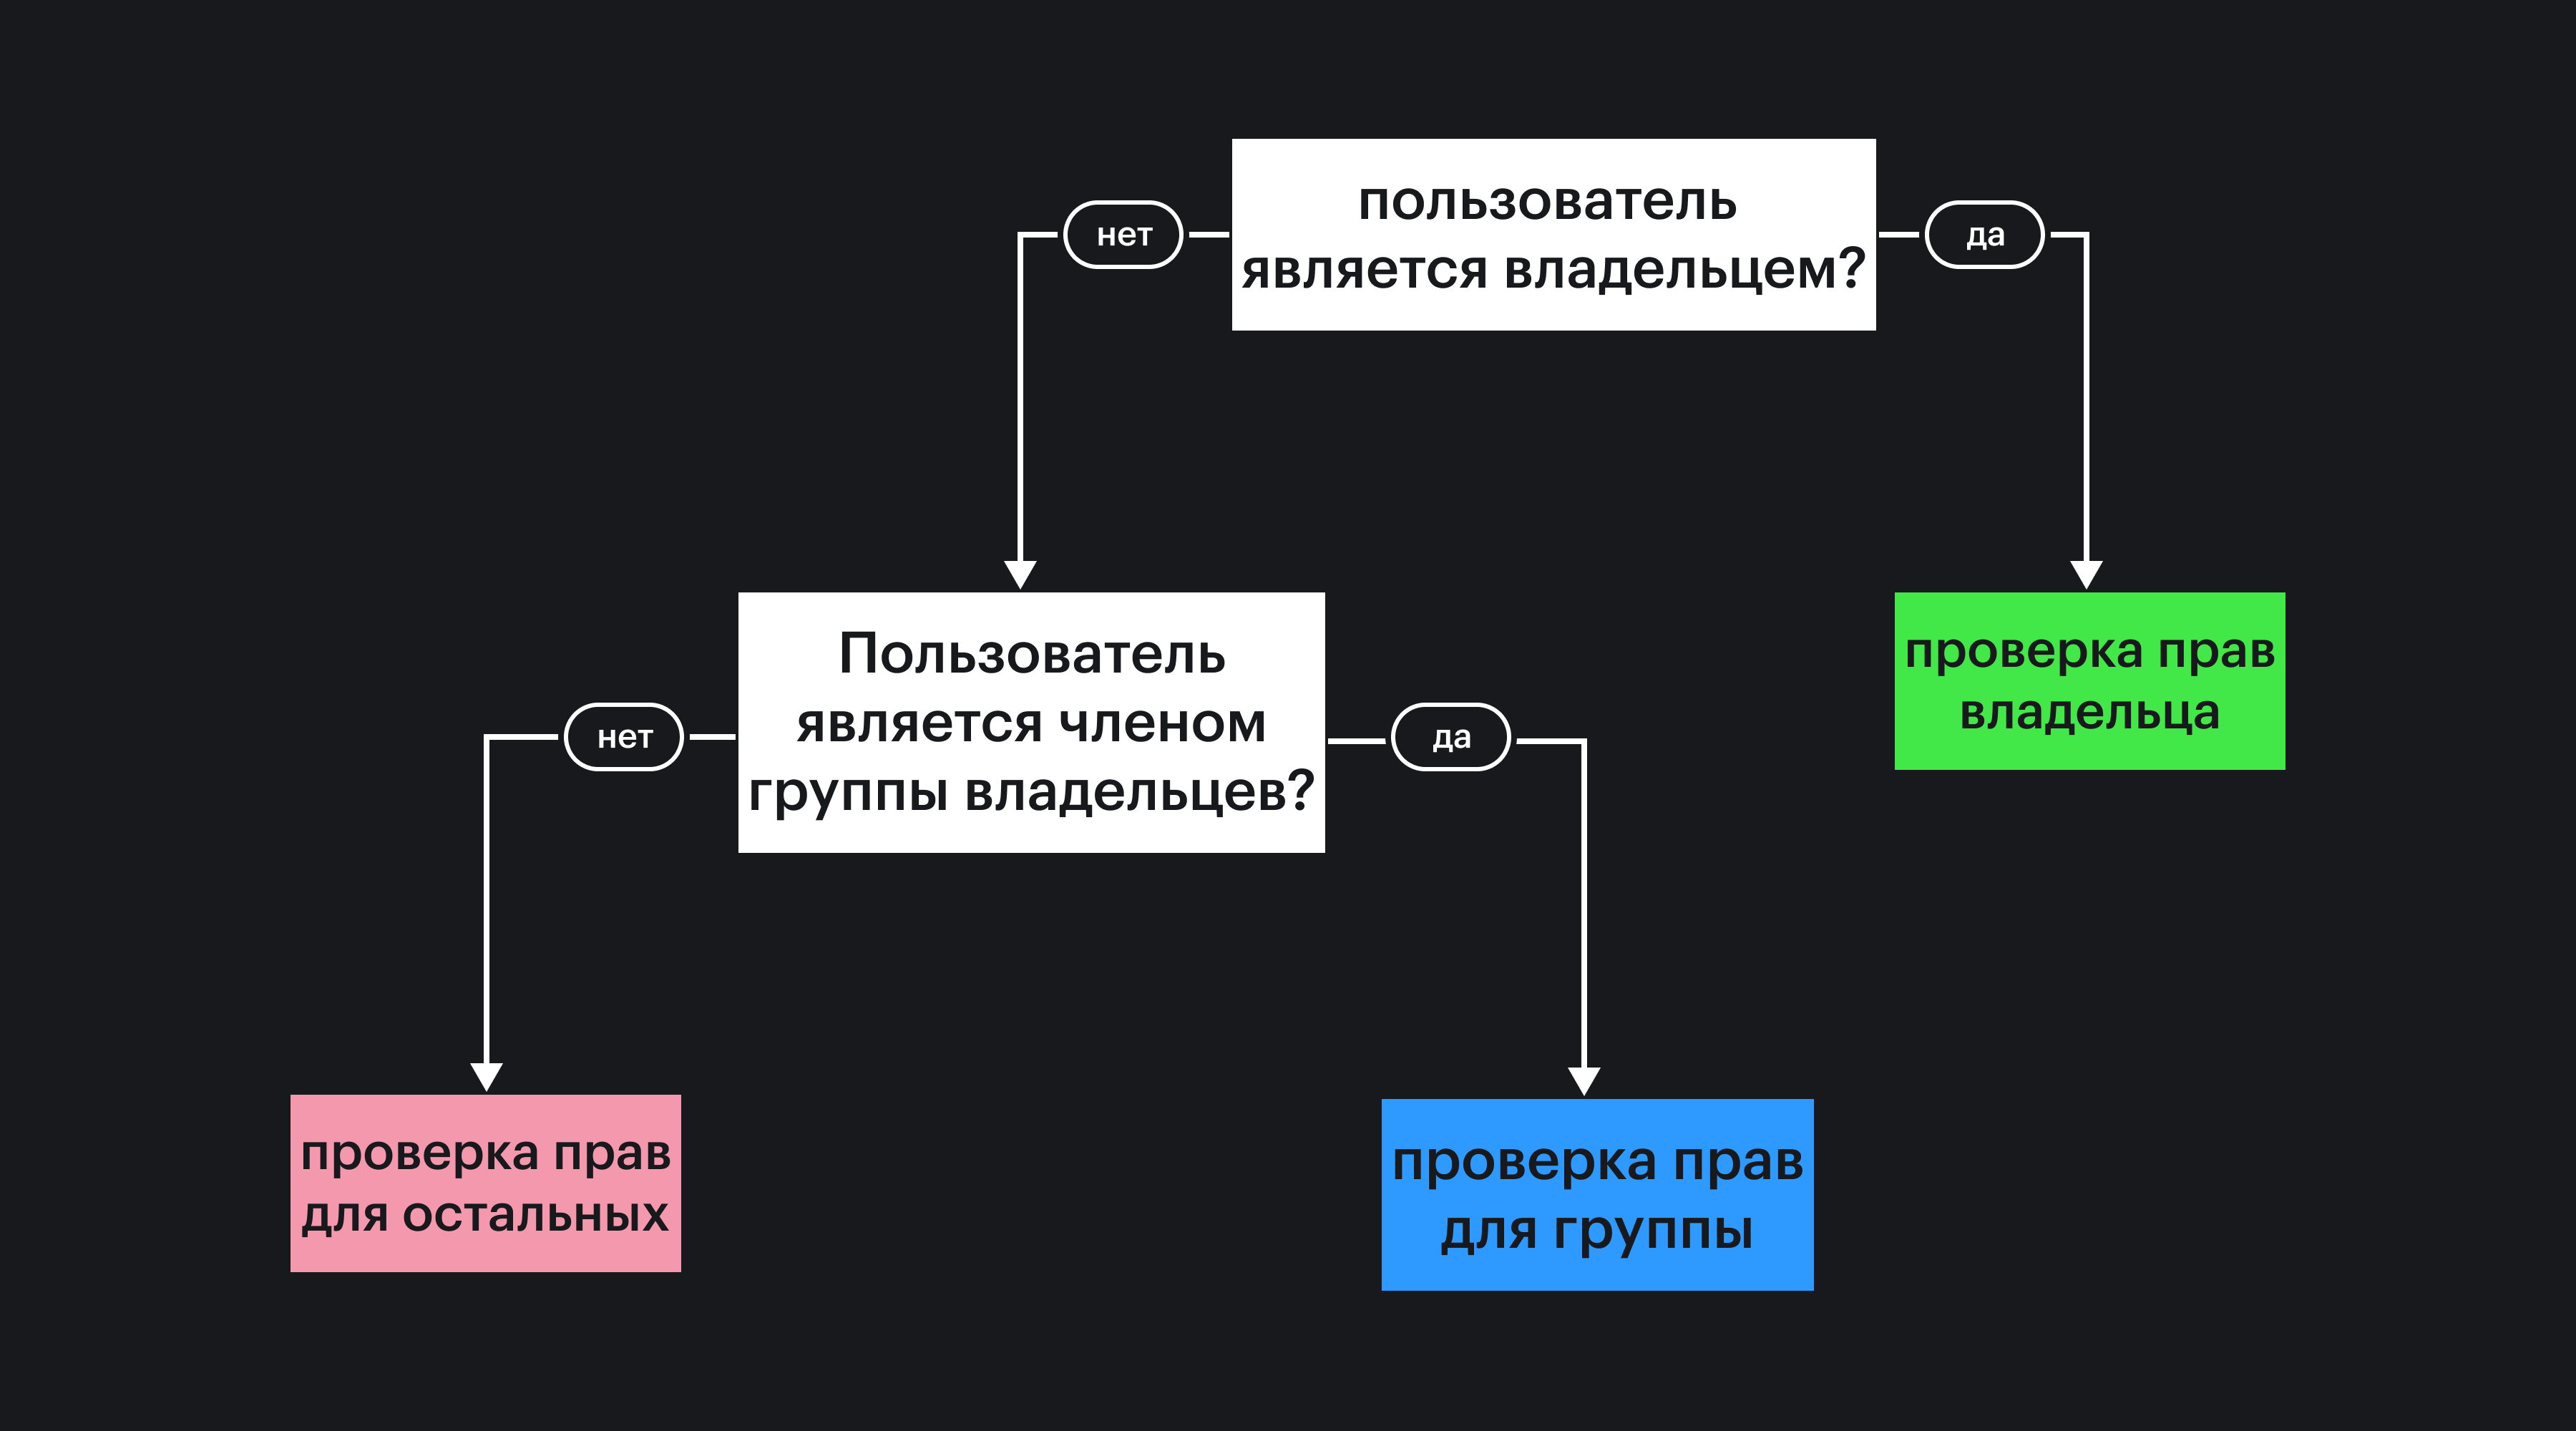 пользователь
является владельцем?
нет
да
Пользователь
является членом
группы владельцев?
проверка прав
владельца
нет
да
проверка прав
для остальных
проверка прав
для группы